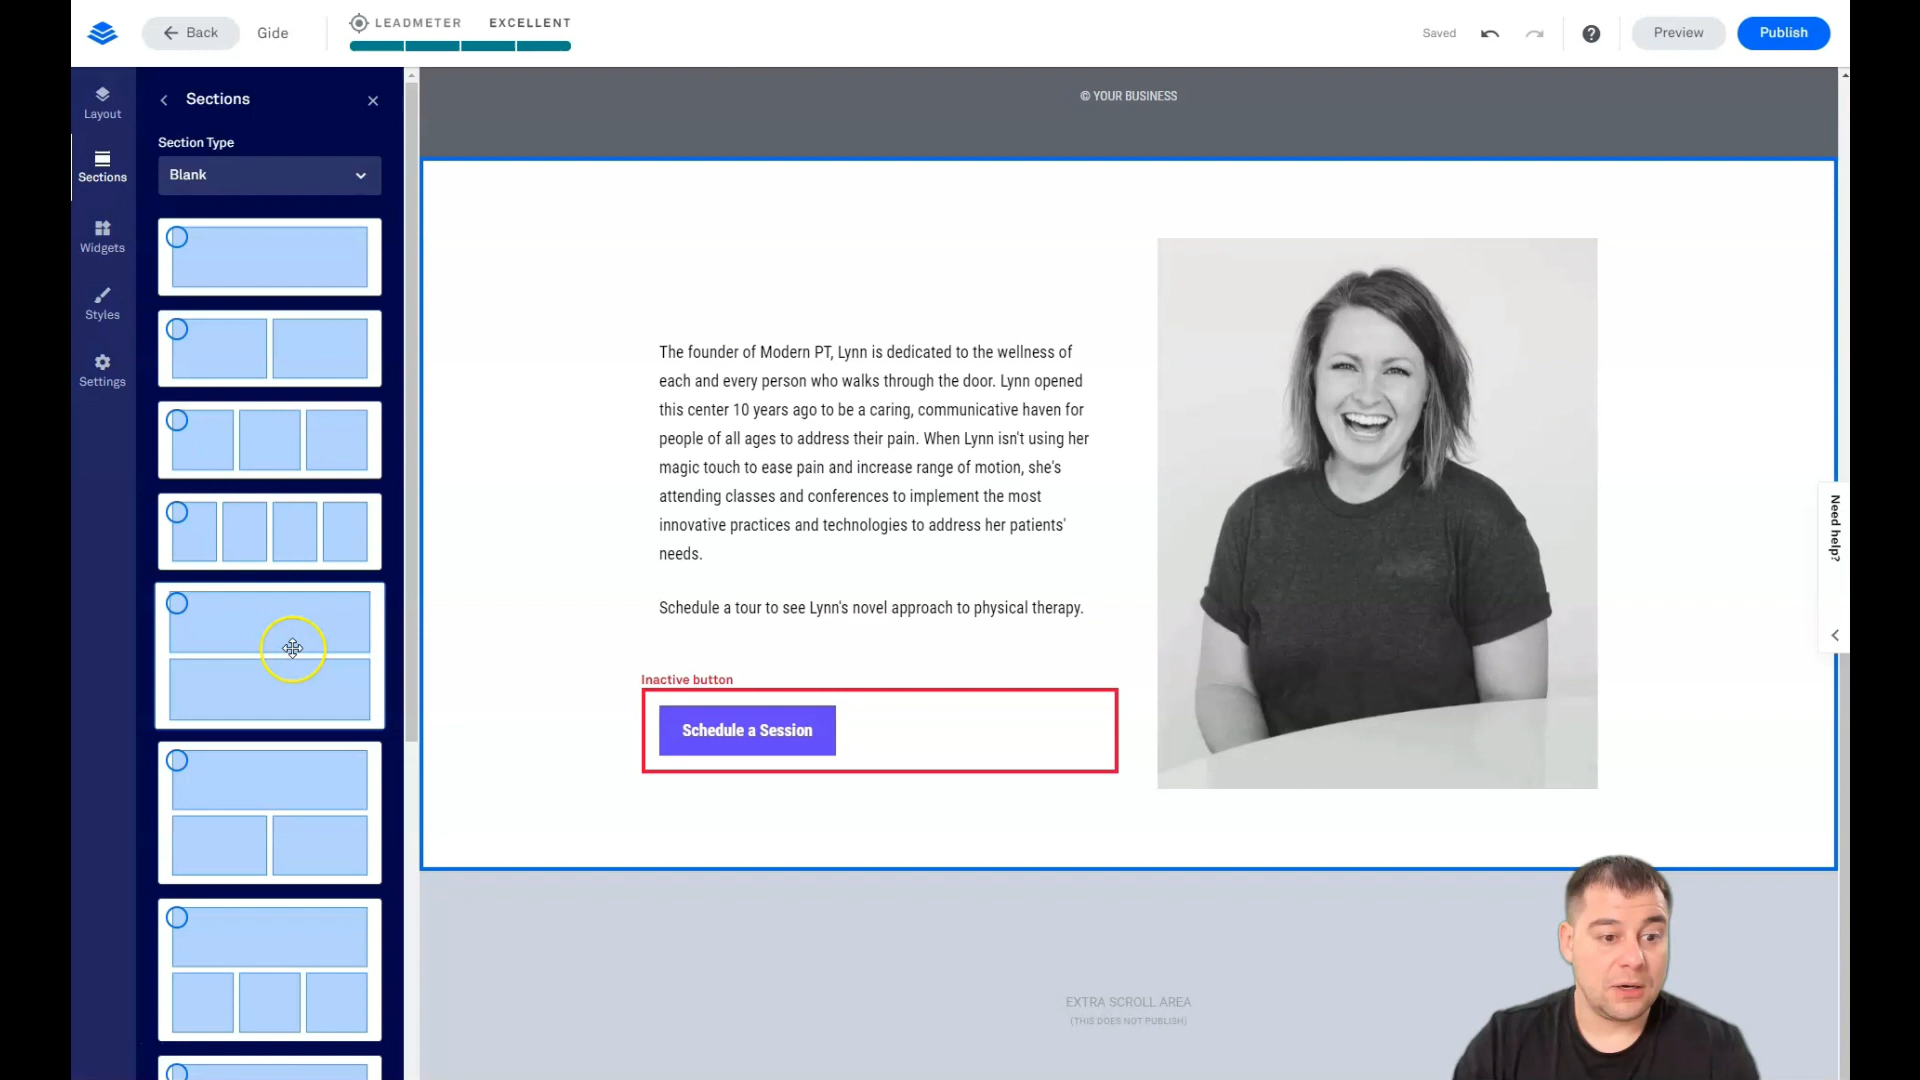 Back
Gide
LEADMETER EXCELLENT
Saved
Preview
Publish
Layout
Sections
Widgets
Styles
Settings
Sections
Section Type
Blank
© YOUR BUSINESS
The founder of Modern PT, Lynn is dedicated to the wellness of
each and every person who walks through the door. Lynn opened
this center 10 years ago to be a caring, communicative haven for
people of all ages to address their pain. When Lynn isn't using her
magic touch to ease pain and increase range of motion, she's
attending classes and conferences to implement the most
innovative practices and technologies to address her patients'
needs.
Schedule a tour to see Lynn's novel approach to physical therapy.
Inactive button
Schedule a Session
Need help?
EXTRA SCROLL AREA
(THIS DOES NOT PUBLISH)